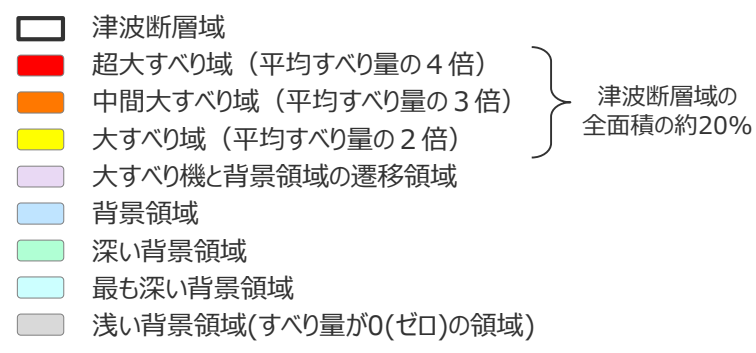 津波断層域
超大すべり域（平均すべり量の４倍）
中間大すべり域（平均すべり量の３倍）
大すべり域（平均すべり量の２倍）
津波断層域の
全面積の約20%
大すべり機と背景領域の遷移領域
背景領域
深い背景領域
最も深い背景領域
浅い背景領域(すべり量が0(ゼロ)の領域)